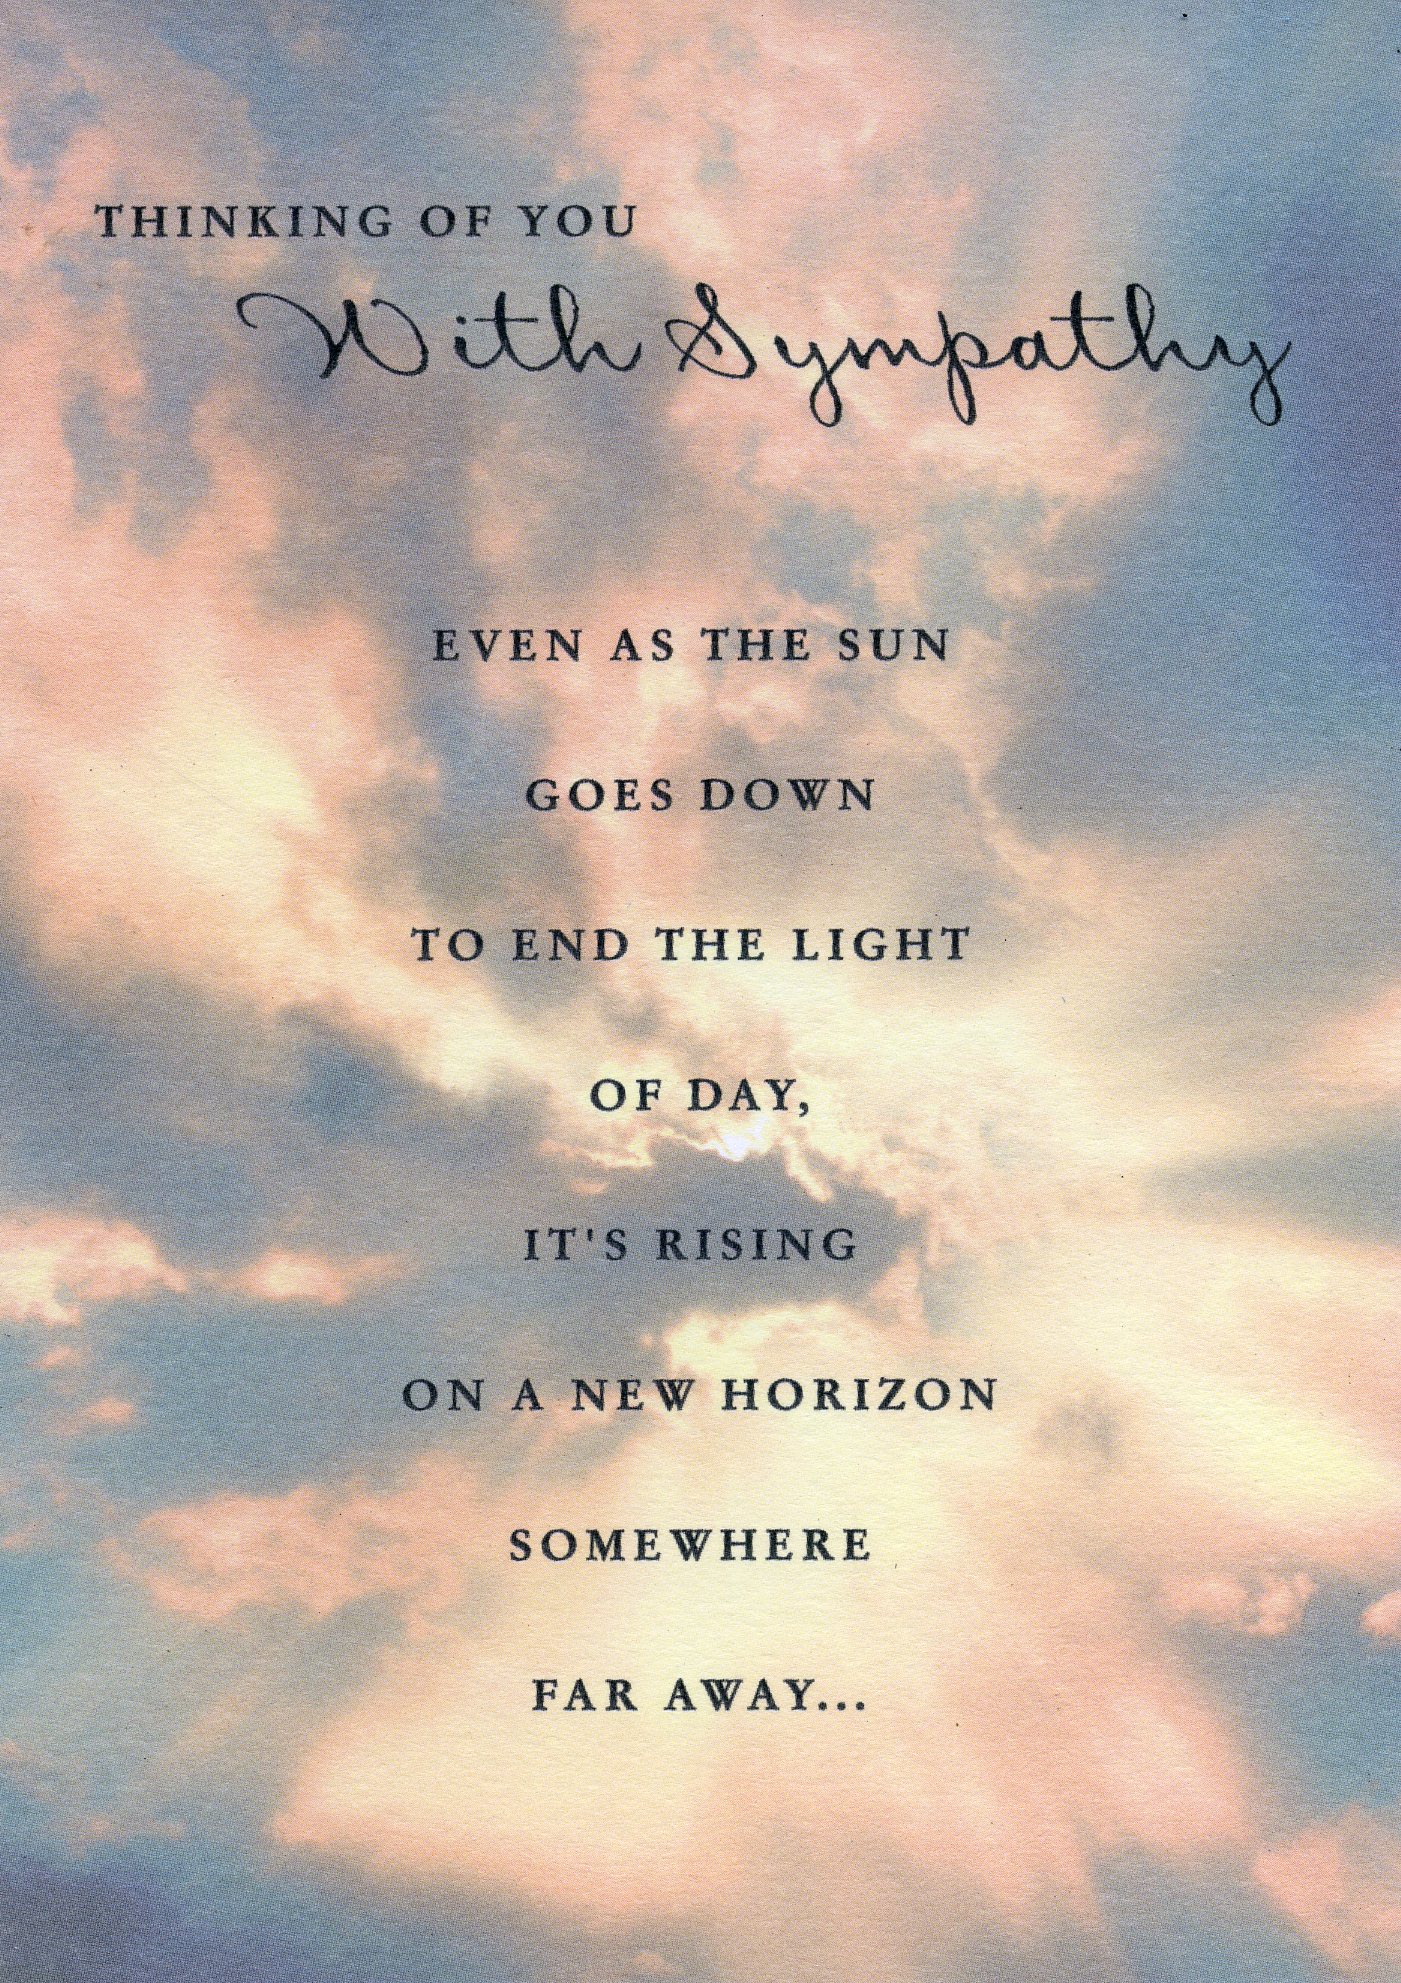 THINKING OF YOU
With Sympathy
EVEN AS THE SUN
GOES DOWN
TO END THE LIGHT
OF DAY,
IT'S RISING
ON A NEW HORIZON
SOMEWHERE
FAR AWAY...